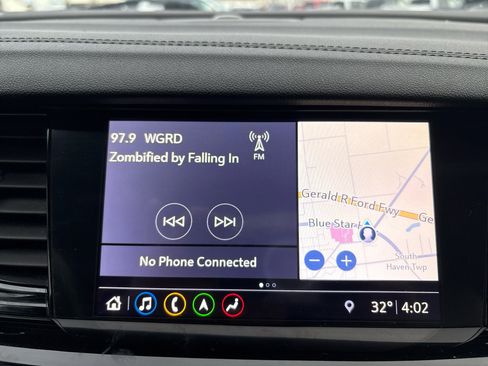 97.9 WGRD
Zombified by Falling In
FM
No Phone Connected
Gerald R Ford Fwy
Ge
Blue Star
South
Haven Twp
32° 4:02